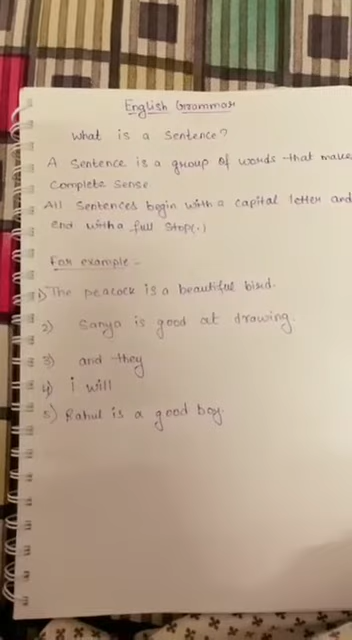 English Grammar
What is a sentence?
A Sentence is a group of words that makes
Complete Sense
All Sentences begin with a capital letter and
end with a full Stop(.)
For example -
1) The peacock is a beautiful bird.
2) Sanya is good at drawing.
3) and they
4) i will
5) Rahul is a good boy.